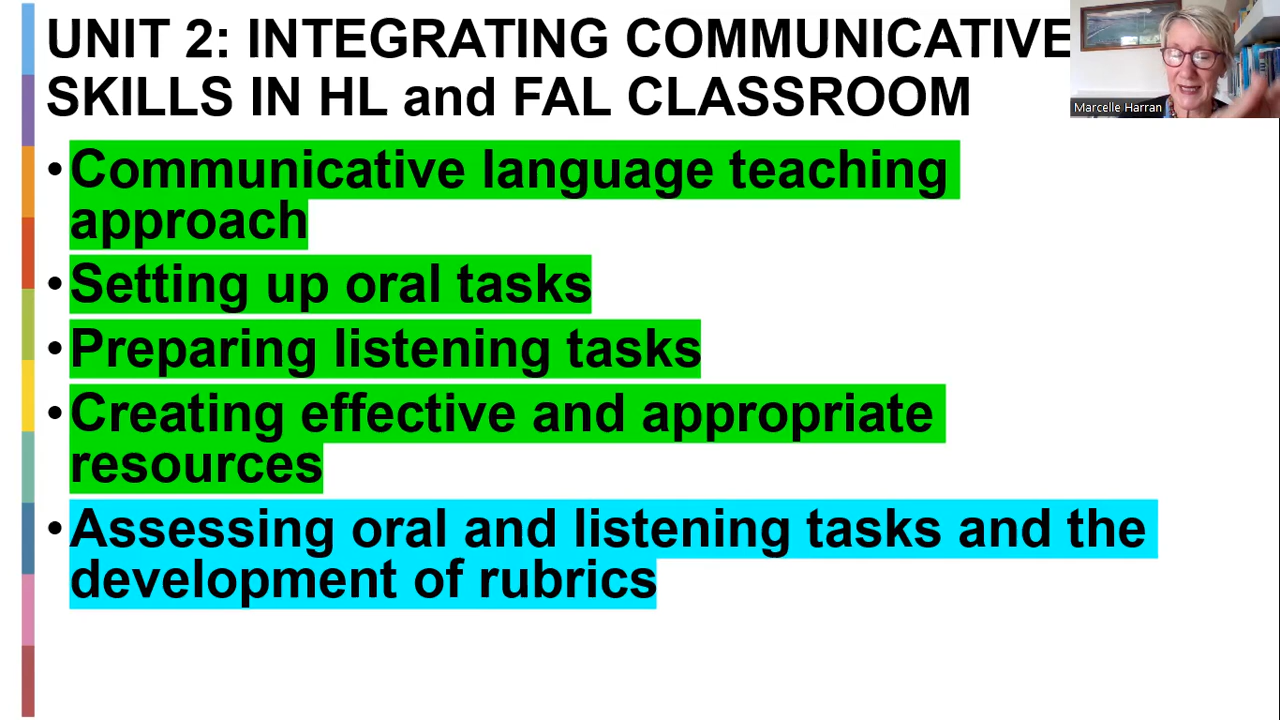 UNIT 2: INTEGRATING COMMUNICATIVE
SKILLS IN HL and FAL CLASSROOM
Marcelle Harran
•Communicative language teaching
approach
•Setting up oral tasks
•Preparing listening tasks
•Creating effective and appropriate
resources
•Assessing oral and listening tasks and the
development of rubrics